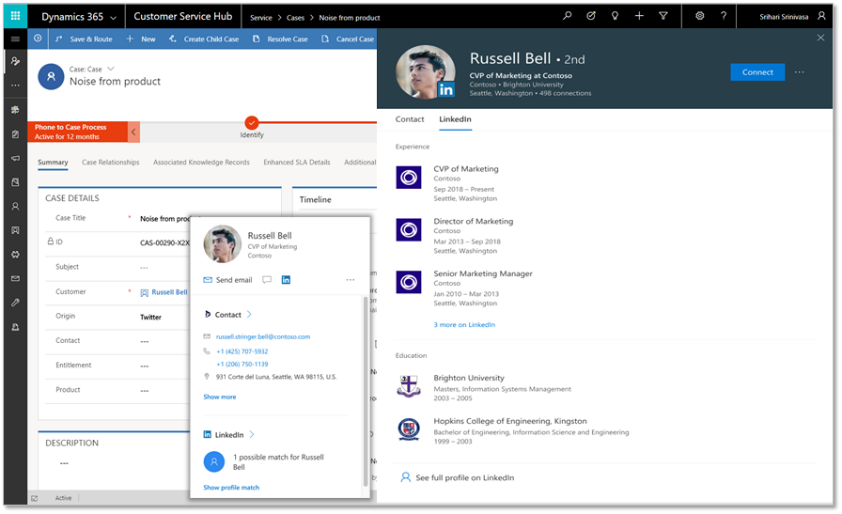 Dynamics 365
Customer Service Hub
Service > Cases > Noise from product
Srihari Srinivasa
Save & Route
New
Create Child Case
Resolve Case
Cancel Case
Case: Case
Noise from product
Phone to Case Process
Active for 12 months
Identify
Summary
Case Relationships
Associated Knowledge Records
Enhanced SLA Details
Additional
CASE DETAILS
Case Title * Noise from prod
ID CAS-00290-X2X
Subject ---
Customer * Russell Bell
Origin Twitter
Contact ---
Entitlement ---
Product ---
DESCRIPTION
---
Active
Timeline
Russell Bell
CVP of Marketing
Contoso
Send email
in
...
Contact >
russell.stringer.bell@contoso.com
+1 (425) 707-5932
+1 (206) 750-1139
931 Corte del Luna, Seattle, WA 98115, U.S.
Show more
in LinkedIn >
1 possible match for Russell
Bell
Show profile match
Russell Bell • 2nd
CVP of Marketing at Contoso
Contoso • Brighton University
Seattle, Washington • 498 connections
in
Connect
...
Contact
LinkedIn
Experience
CVP of Marketing
Contoso
Sep 2018 – Present
Seattle, Washington
Director of Marketing
Contoso
Mar 2013 – Sep 2018
Seattle, Washington
Senior Marketing Manager
Contoso
Jan 2010 – Mar 2013
Seattle, Washington
3 more on LinkedIn
Education
Brighton University
Masters, Information Systems Management
2003 – 2005
Hopkins College of Engineering, Kingston
Bachelor of Engineering, Information Science and Engineering
1999 – 2003
See full profile on LinkedIn